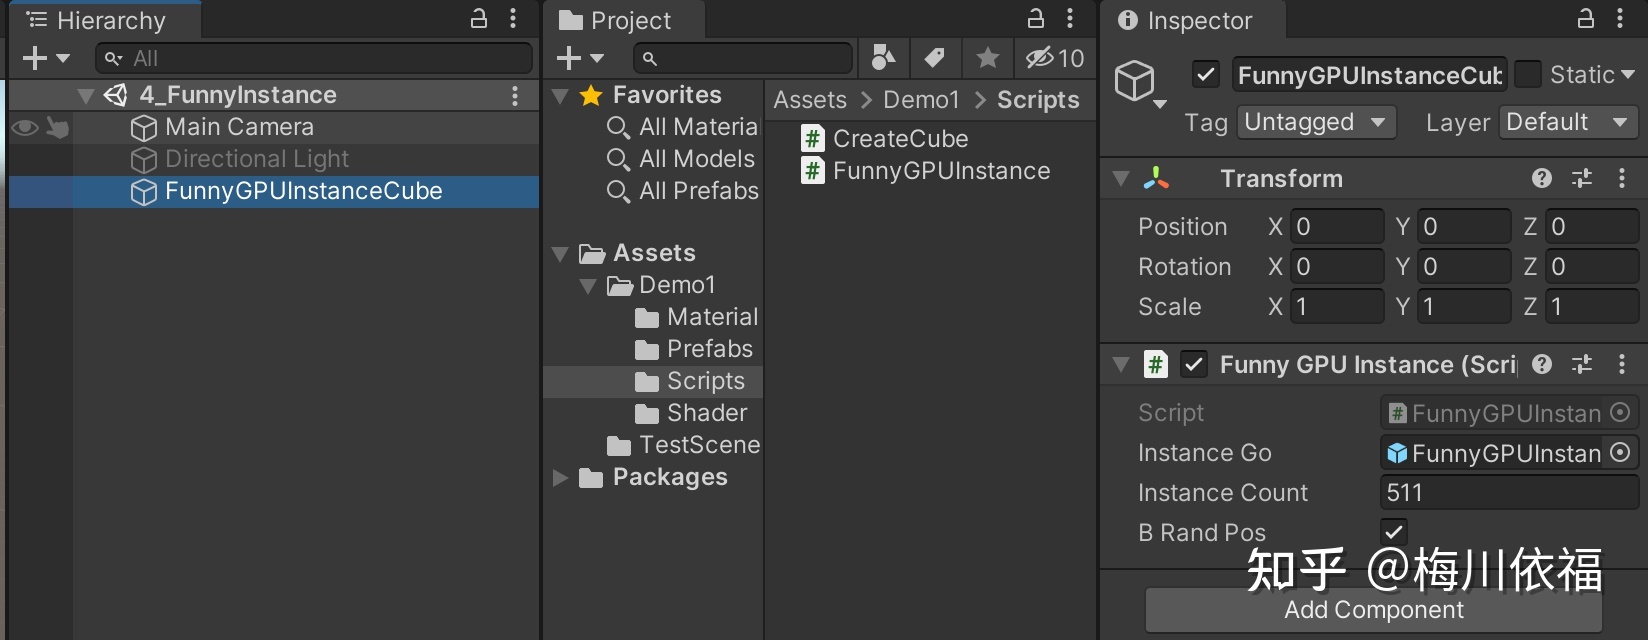 Hierarchy
All
4_FunnyInstance
Main Camera
Directional Light
FunnyGPUInstanceCube
Project
10
Favorites
All Materia
All Models
All Prefabs
Assets
Demo1
Material
Prefabs
Scripts
Shader
TestScene
Packages
Assets > Demo1 > Scripts
# CreateCube
# FunnyGPUInstance
Inspector
FunnyGPUInstanceCub Static
Tag Untagged Layer Default
Transform
Position X 0 Y 0 Z 0
Rotation X 0 Y 0 Z 0
Scale X 1 Y 1 Z 1
# Funny GPU Instance (Scri
Script # FunnyGPUInstan
Instance Go FunnyGPUInstan
Instance Count 511
B Rand Pos
知乎 @梅川依福
Add Component